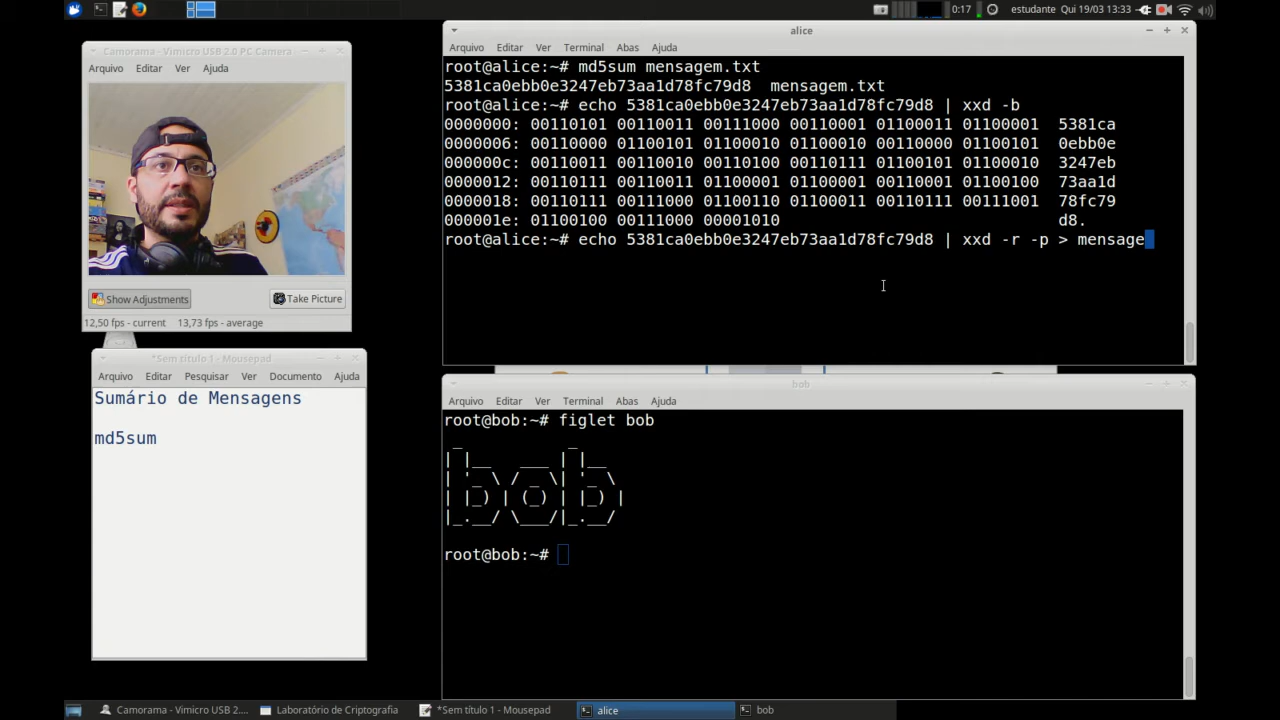 0:17 estudante Qui 19/03 13:33
Camorama - Vimicro USB 2.0 PC Camera
Arquivo Editar Ver Ajuda
Show Adjustments Take Picture
12,50 fps - current 13,73 fps - average
*Sem título 1 - Mousepad
Arquivo Editar Pesquisar Ver Documento Ajuda
Sumário de Mensagens
md5sum
alice
Arquivo Editar Ver Terminal Abas Ajuda
root@alice:~# md5sum mensagem.txt
5381ca0ebb0e3247eb73aa1d78fc79d8  mensagem.txt
root@alice:~# echo 5381ca0ebb0e3247eb73aa1d78fc79d8 | xxd -b
0000000: 00110101 00110011 00111000 00110001 01100011 01100001  5381ca
0000006: 00110000 01100101 01100010 01100010 00110000 01100101  0ebb0e
000000c: 00110011 00110010 00110100 00110111 01100101 01100010  3247eb
0000012: 00110111 00110011 01100001 01100001 00110001 01100100  73aa1d
0000018: 00110111 00111000 01100110 01100011 00110111 00111001  78fc79
000001e: 01100100 00111000 00001010                             d8.
root@alice:~# echo 5381ca0ebb0e3247eb73aa1d78fc79d8 | xxd -r -p > mensage
bob
Arquivo Editar Ver Terminal Abas Ajuda
root@bob:~# figlet bob
bob
root@bob:~#
Camorama - Vimicro USB 2.... Laboratório de Criptografia *Sem título 1 - Mousepad alice bob